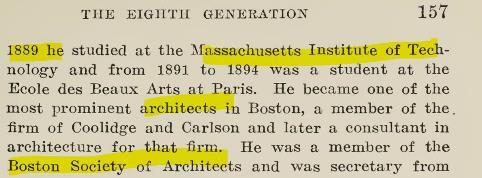 THE EIGHTH GENERATION 157
1889 he studied at the Massachusetts Institute of Tech-
nology and from 1891 to 1894 was a student at the
Ecole des Beaux Arts at Paris. He became one of the
most prominent architects in Boston, a member of the
firm of Coolidge and Carlson and later a consultant in
architecture for that firm. He was a member of the
Boston Society of Architects and was secretary from